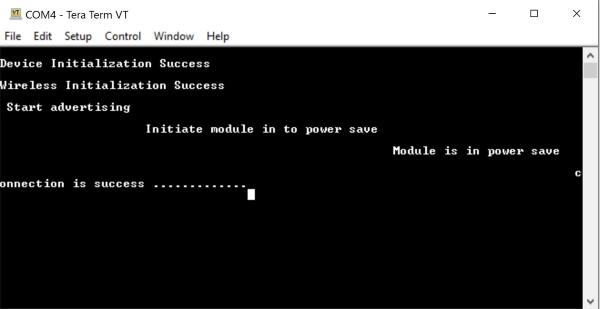 COM4 - Tera Term VT
File Edit Setup Control Window Help
Device Initialization Success
Wireless Initialization Success
Start advertising
Initiate module in to power save
Module is in power save
c
onnection is success .............